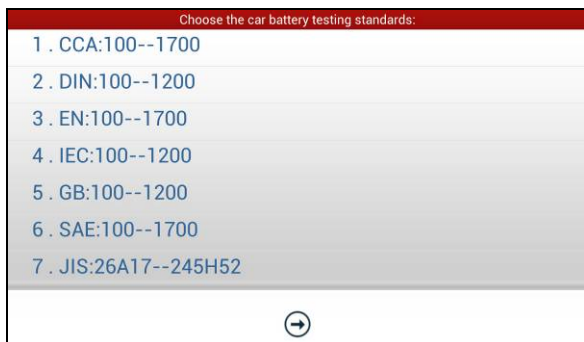 Choose the car battery testing standards:
1 . CCA:100--1700
2 . DIN:100--1200
3 . EN:100--1700
4 . IEC:100--1200
5 . GB:100--1200
6 . SAE:100--1700
7 . JIS:26A17--245H52